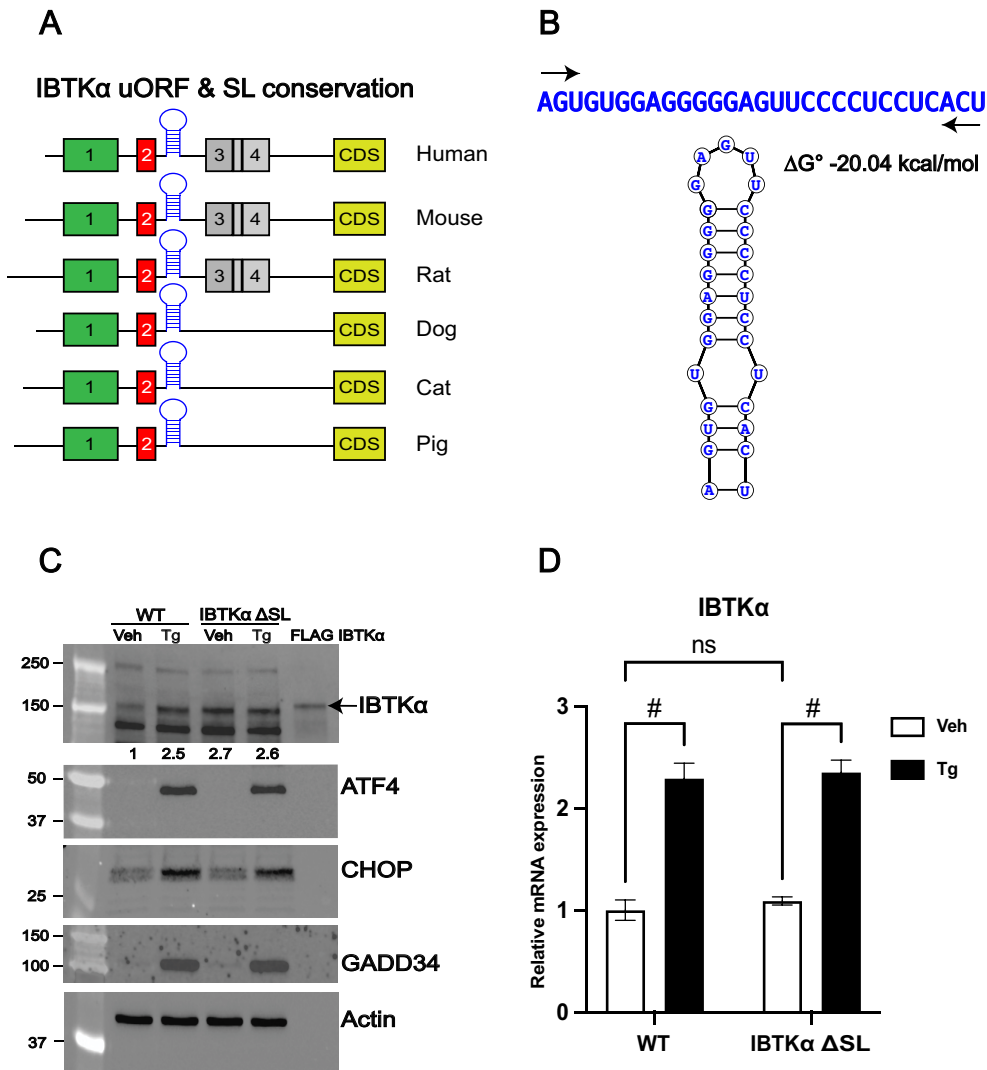 A
IBTKα uORF & SL conservation
1 2 3 4 CDS Human
1 2 3 4 CDS Mouse
1 2 3 4 CDS Rat
1 2 CDS Dog
1 2 CDS Cat
1 2 CDS Pig
B
AGUGUGGAGGGGGAGUUCCCCUCCUCACU
ΔG° -20.04 kcal/mol
G
A U
G U
G C
G C
G C
G C
A U
G C
G C
U U
G C
U A
G C
A U
C
WT IBTKα ΔSL
Veh Tg Veh Tg FLAG IBTKα
250
150 IBTKα
1 2.5 2.7 2.6
50 ATF4
37
CHOP
25
150
100 GADD34
Actin
37
D
IBTKα
ns
# #
Relative mRNA expression
3
2
1
0
WT IBTKα ΔSL
Veh
Tg